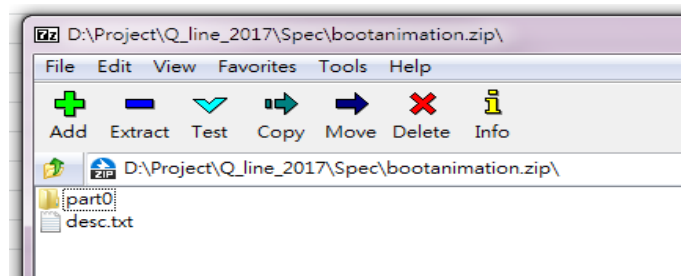 7z D:\Project\Q_line_2017\Spec\bootanimation.zip\
File Edit View Favorites Tools Help
Add Extract Test Copy Move Delete Info
ZIP D:\Project\Q_line_2017\Spec\bootanimation.zip\
part0
desc.txt